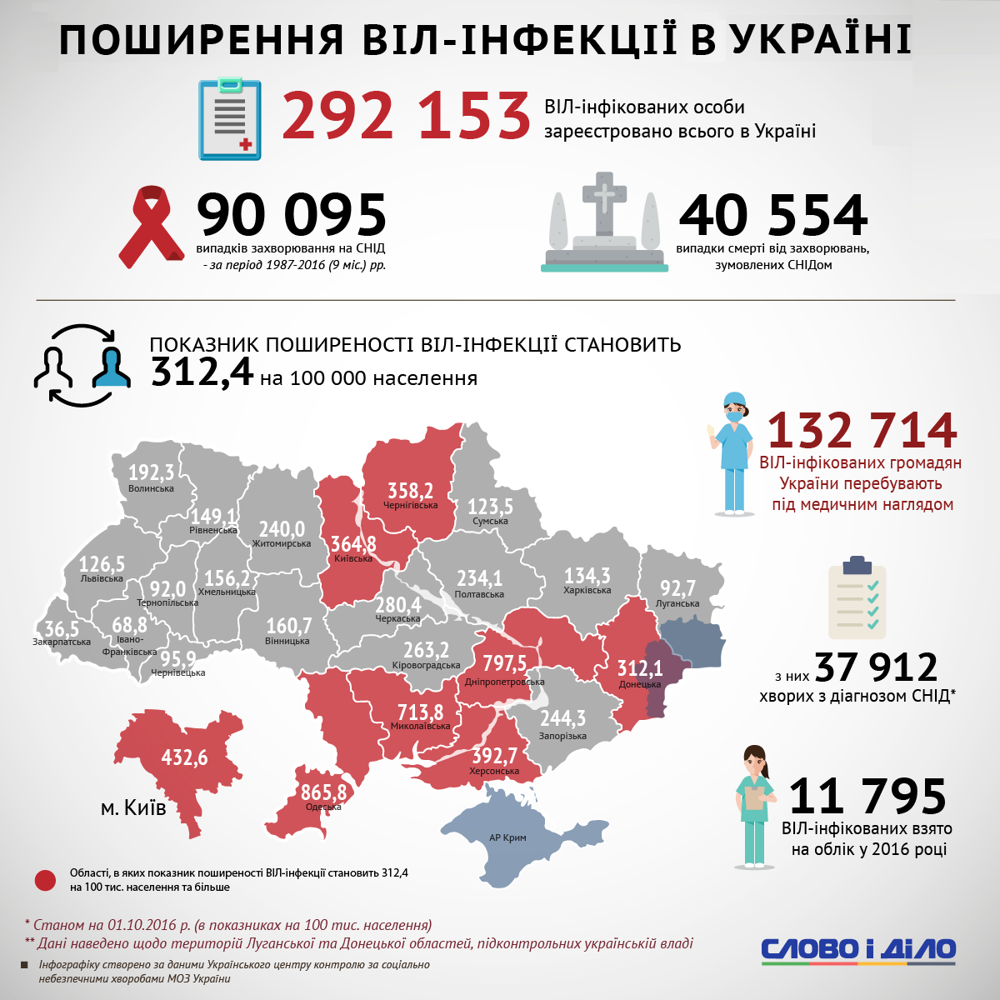 ПОШИРЕННЯ ВІЛ-ІНФЕКЦІЇ В УКРАЇНІ
292 153
ВІЛ-інфікованих особи
зареєстровано всього в Україні
90 095
випадків захворювання на СНІД
- за період 1987-2016 (9 міс.) рр.
40 554
випадки смерті від захворювань,
зумовлених СНІДом
ПОКАЗНИК ПОШИРЕНОСТІ ВІЛ-ІНФЕКЦІЇ СТАНОВИТЬ
312,4 на 100 000 населення
132 714
ВІЛ-інфікованих громадян
України перебувають
під медичним наглядом
з них 37 912
хворих з діагнозом СНІД*
11 795
ВІЛ-інфікованих взято
на облік у 2016 році
192,3
Волинська
149,1
Рівненська
240,0
Житомирська
364,8
Київська
358,2
Чернігівська
123,5
Сумська
126,5
Львівська
92,0
Тернопільська
156,2
Хмельницька
280,4
Черкаська
234,1
Полтавська
134,3
Харківська
92,7
Луганська
36,5
Закарпатська
68,8
Івано-
Франківська
95,9
Чернівецька
160,7
Вінницька
263,2
Кіровоградська
797,5
Дніпропетровська
312,1
Донецька
713,8
Миколаївська
244,3
Запорізька
392,7
Херсонська
865,8
Одеська
АР Крим
432,6
м. Київ
Області, в яких показник поширеності ВІЛ-інфекції становить 312,4
на 100 тис. населення та більше
* Станом на 01.10.2016 р. (в показниках на 100 тис. населення)
** Дані наведено щодо територій Луганської та Донецької областей, підконтрольних українській владі
Інфографіку створено за даними Українського центру контролю за соціально
небезпечними хворобами МОЗ України
СЛОВО і ДІЛО